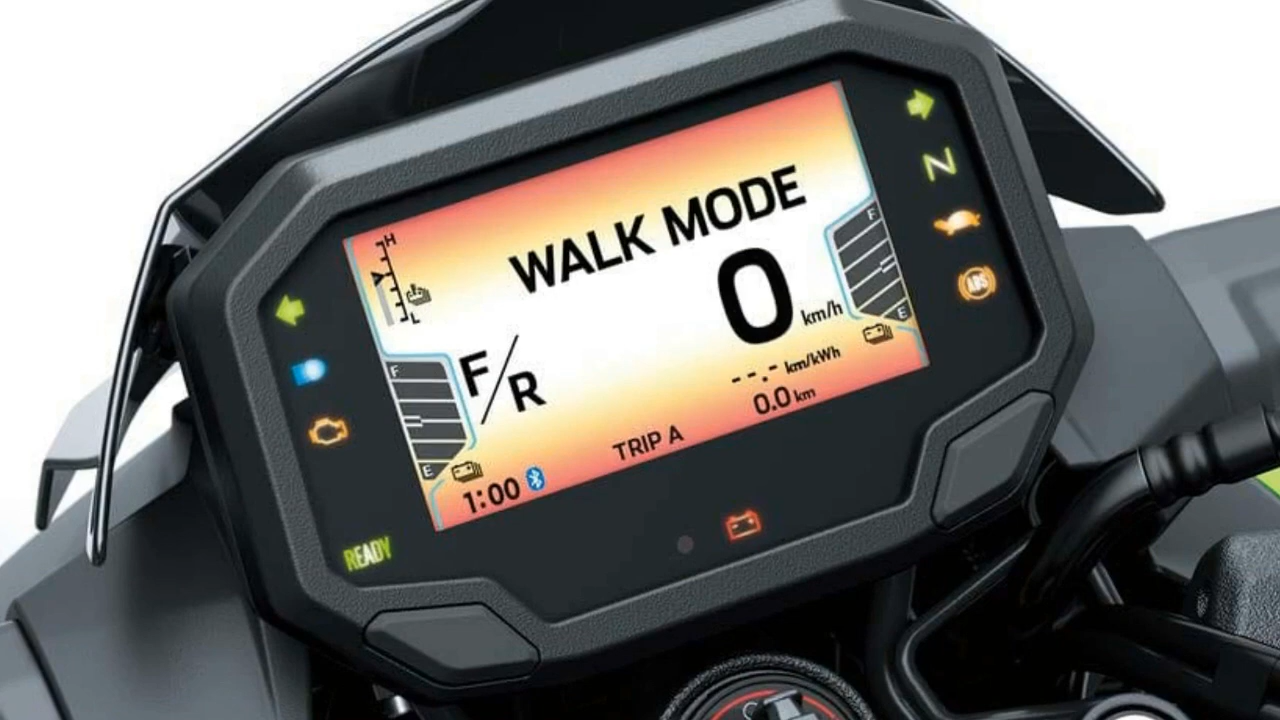 WALK MODE
H
L
0 km/h
F
E
F/R
F
E
--.- km/kWh
0.0 km
TRIP A
1:00
N
ABS
READY